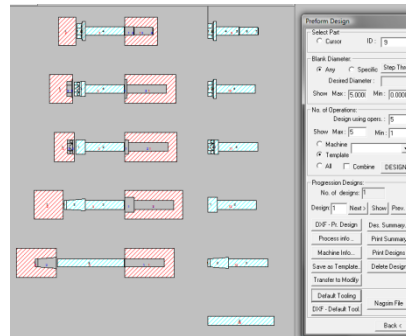 Preform Design
Select Part
Cursor ID : 9
Blank Diameter
Any Specific Step Thr
Desired Diameter :
Show Max : 5.000 Min : 0.0000
No. of Operations:
Design using opers. : 5
Show Max : 5 Min : 1
Machine
Template
All Combine DESIGN
Progression Designs:
No. of designs: 1
Design 1 Next > Show Prev.
DXF - Pr. Design Des. Summary.
Process info... Print Summary
Machine Info... Print Designs
Save as Template.. Delete Design
Transfer to Modify
Default Tooling
DXF - Default Tool. Nagsim File
Back <